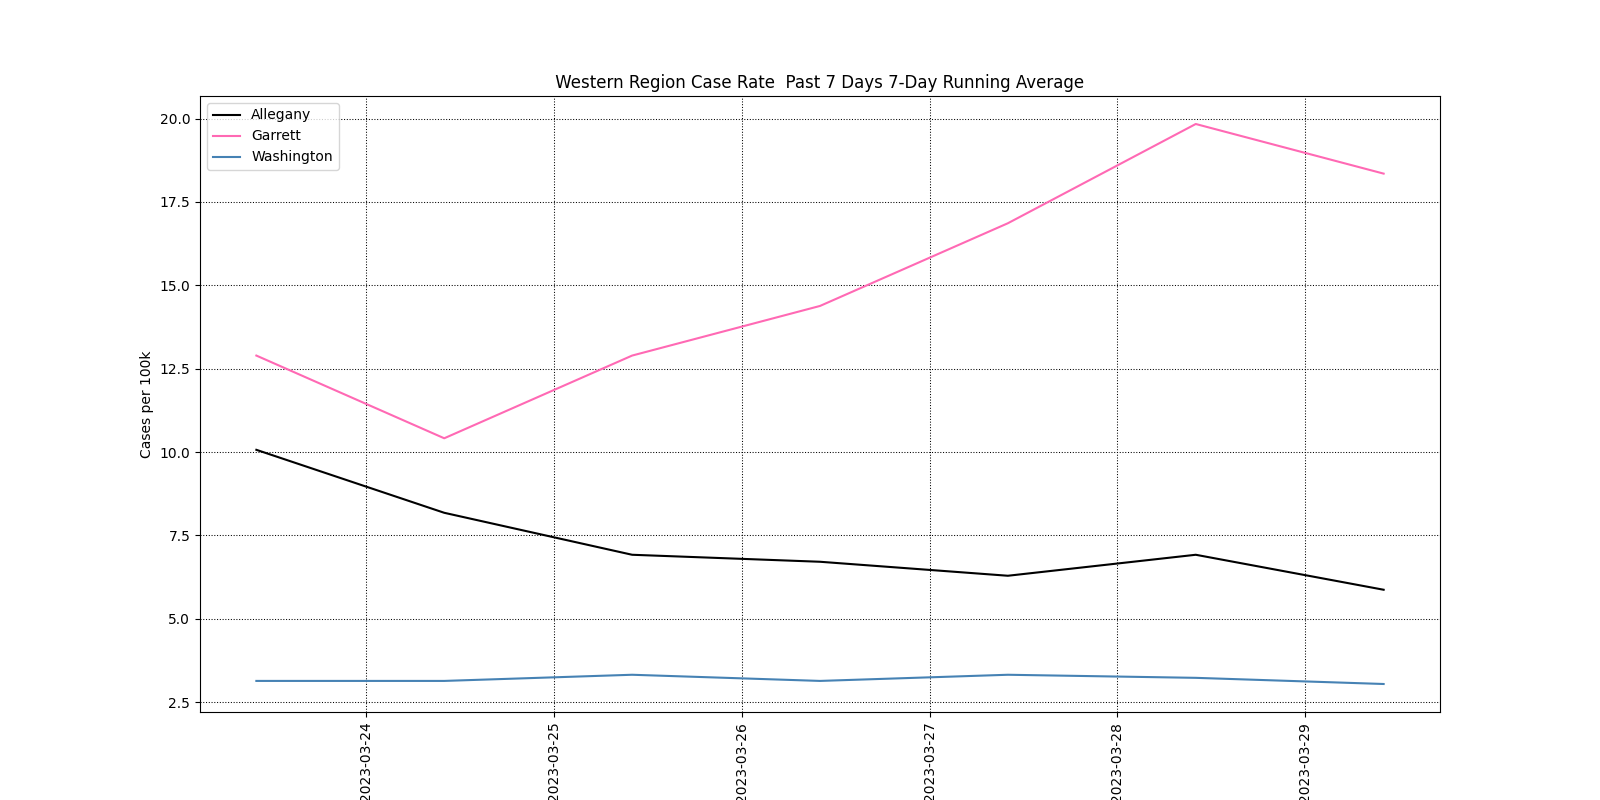 Western Region Case Rate  Past 7 Days 7-Day Running Average
Allegany
Garrett
Washington
Cases per 100k
20.0
17.5
15.0
12.5
10.0
7.5
5.0
2.5
2023-03-24
2023-03-25
2023-03-26
2023-03-27
2023-03-28
2023-03-29